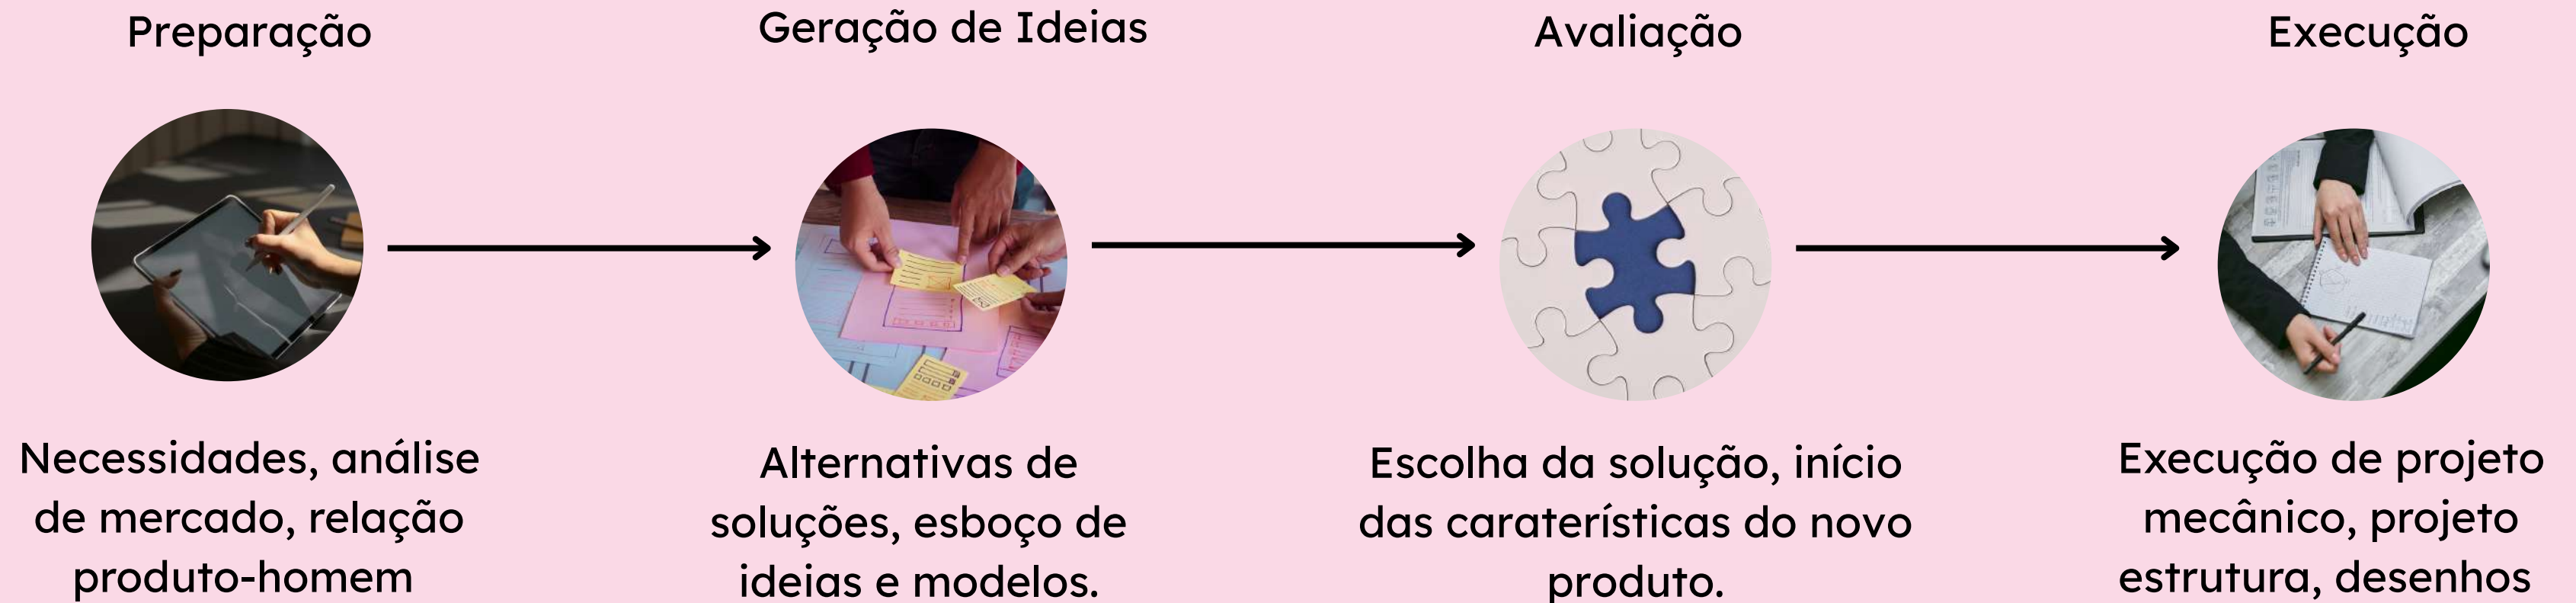 Preparação
Necessidades, análise
de mercado, relação
produto-homem
Geração de Ideias
Alternativas de
soluções, esboço de
ideias e modelos.
Avaliação
Escolha da solução, início
das caraterísticas do novo
produto.
Execução
Execução de projeto
mecânico, projeto
estrutura, desenhos